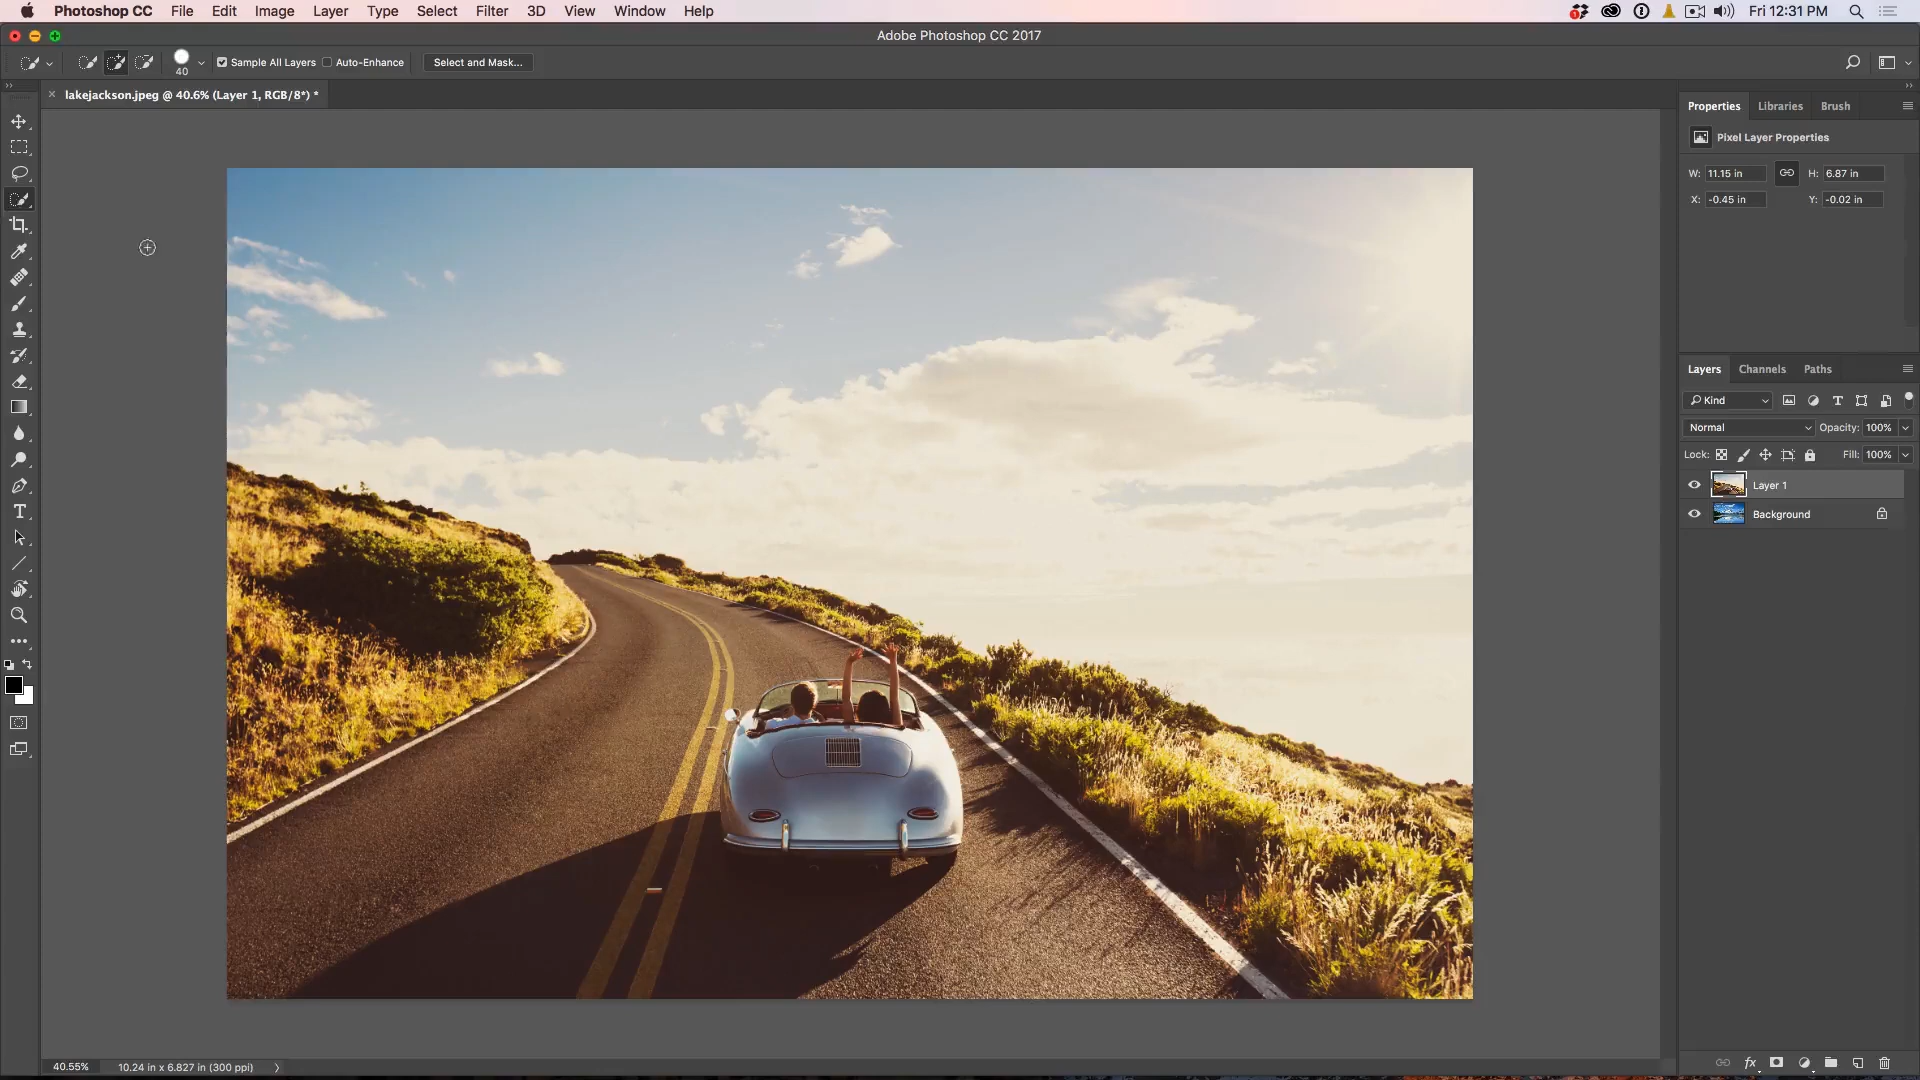 Photoshop CC File Edit Image Layer Type Select Filter 3D View Window Help Fri 12:31 PM
Adobe Photoshop CC 2017
40 Sample All Layers Auto-Enhance Select and Mask...
lakejackson.jpeg @ 40.6% (Layer 1, RGB/8*) *
Properties Libraries Brush
Pixel Layer Properties
W: 11.15 in H: 6.87 in
X: -0.45 in Y: -0.02 in
Layers Channels Paths
Kind
Normal Opacity: 100%
Lock: Fill: 100%
Layer 1
Background
40.55% 10.24 in x 6.827 in (300 ppi)